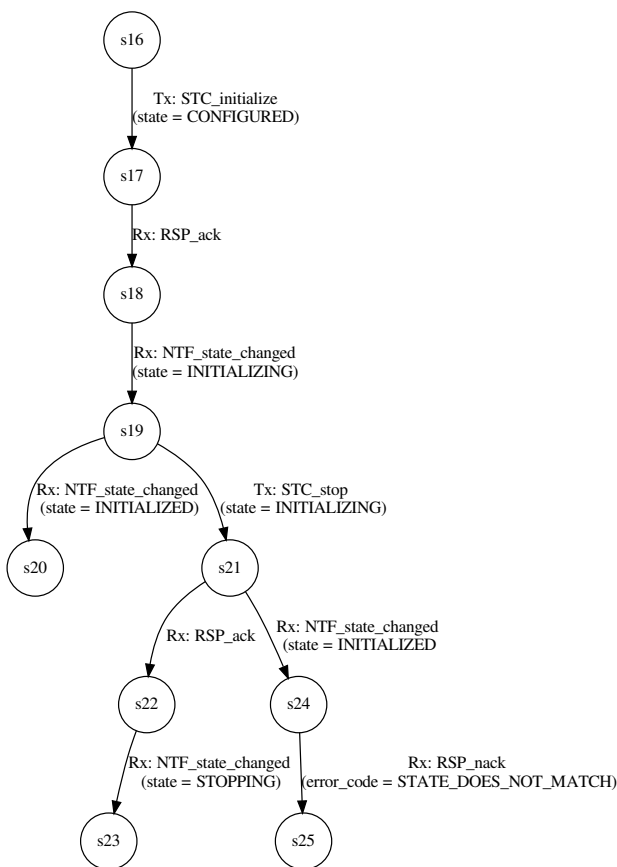 s16
Tx: STC_initialize
(state = CONFIGURED)
s17
Rx: RSP_ack
s18
Rx: NTF_state_changed
(state = INITIALIZING)
s19
Rx: NTF_state_changed
(state = INITIALIZED)
Tx: STC_stop
(state = INITIALIZING)
s20
s21
Rx: RSP_ack
Rx: NTF_state_changed
(state = INITIALIZED
s22
s24
Rx: NTF_state_changed
(state = STOPPING)
Rx: RSP_nack
(error_code = STATE_DOES_NOT_MATCH)
s23
s25